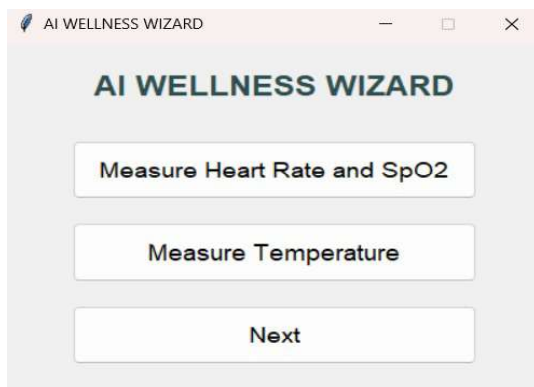 AI WELLNESS WIZARD
AI WELLNESS WIZARD
Measure Heart Rate and SpO2
Measure Temperature
Next